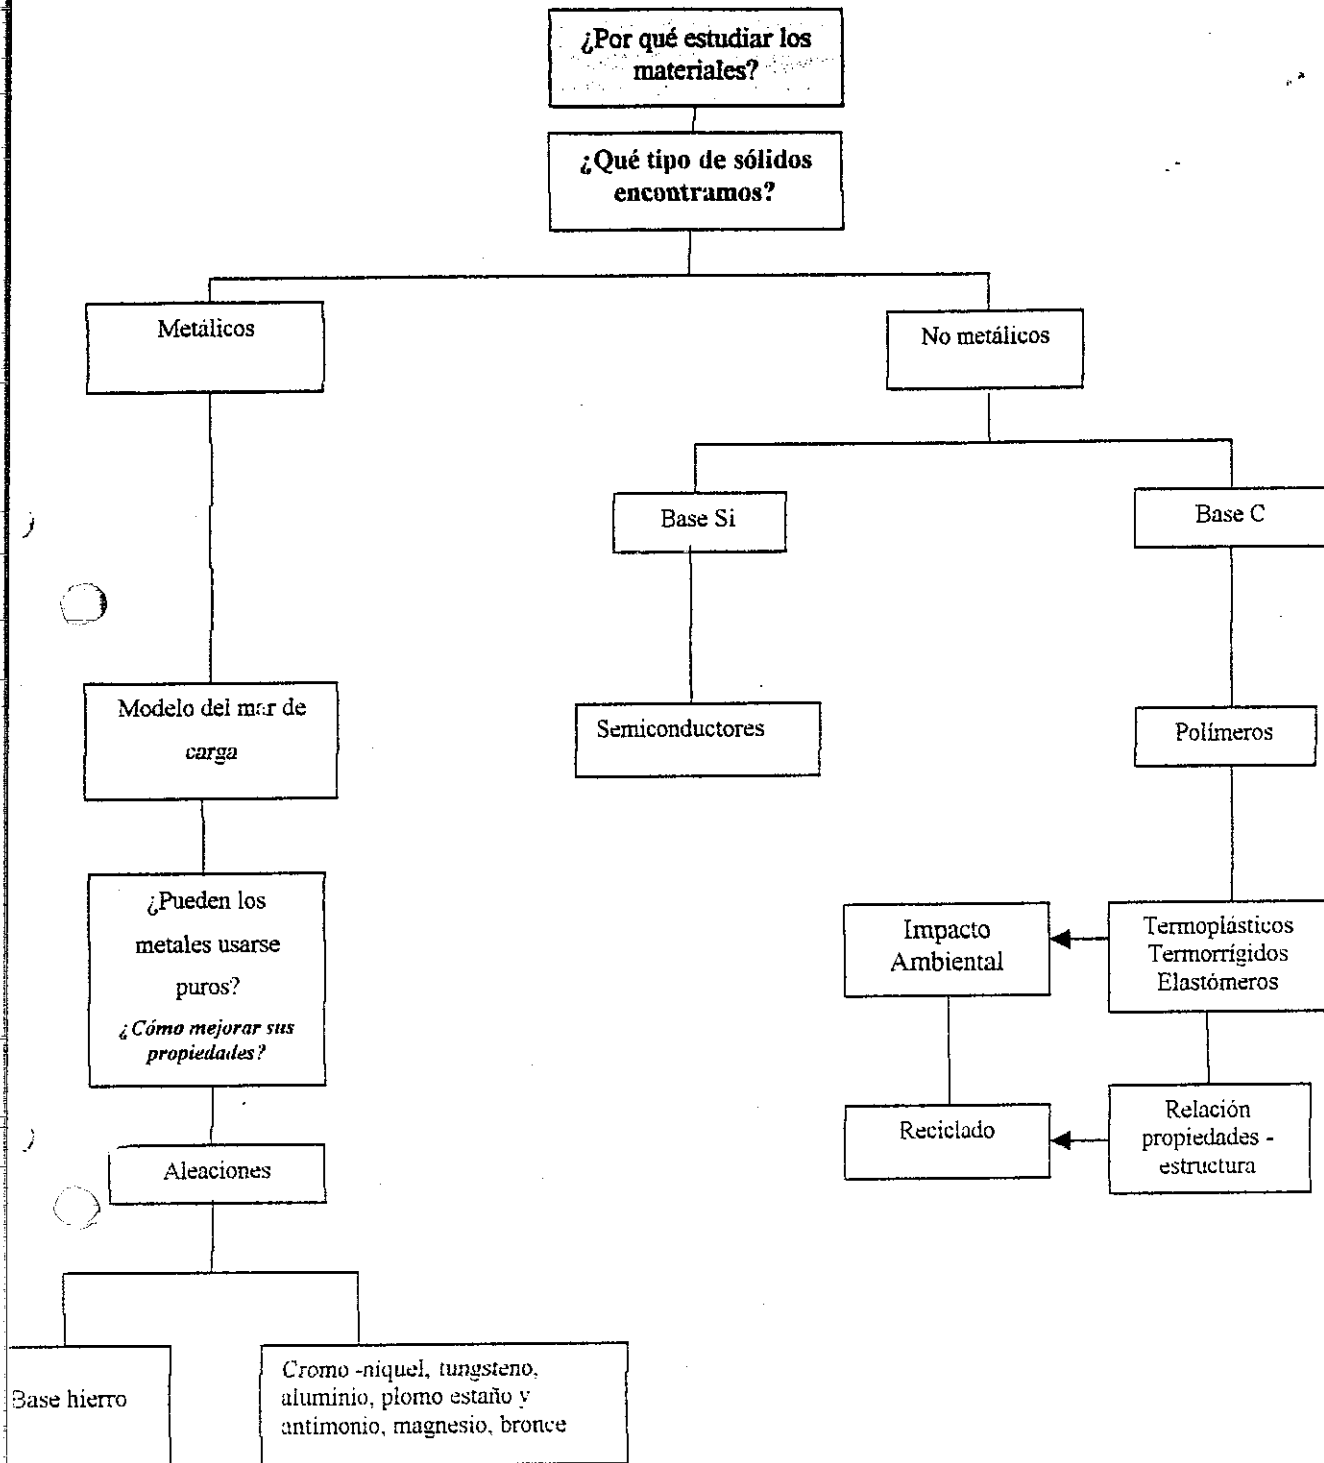 ¿Por qué estudiar los
materiales?
¿Qué tipo de sólidos
encontramos?
Metálicos
No metálicos
Base Si
Base C
Modelo del mar de
carga
Semiconductores
Polímeros
¿Pueden los
metales usarse
puros?
¿Cómo mejorar sus
propiedades?
Impacto
Ambiental
Termoplásticos
Termorrígidos
Elastómeros
Reciclado
Relación
propiedades -
estructura
Aleaciones
Base hierro
Cromo -niquel, tungsteno,
aluminio, plomo estaño y
antimonio, magnesio, bronce